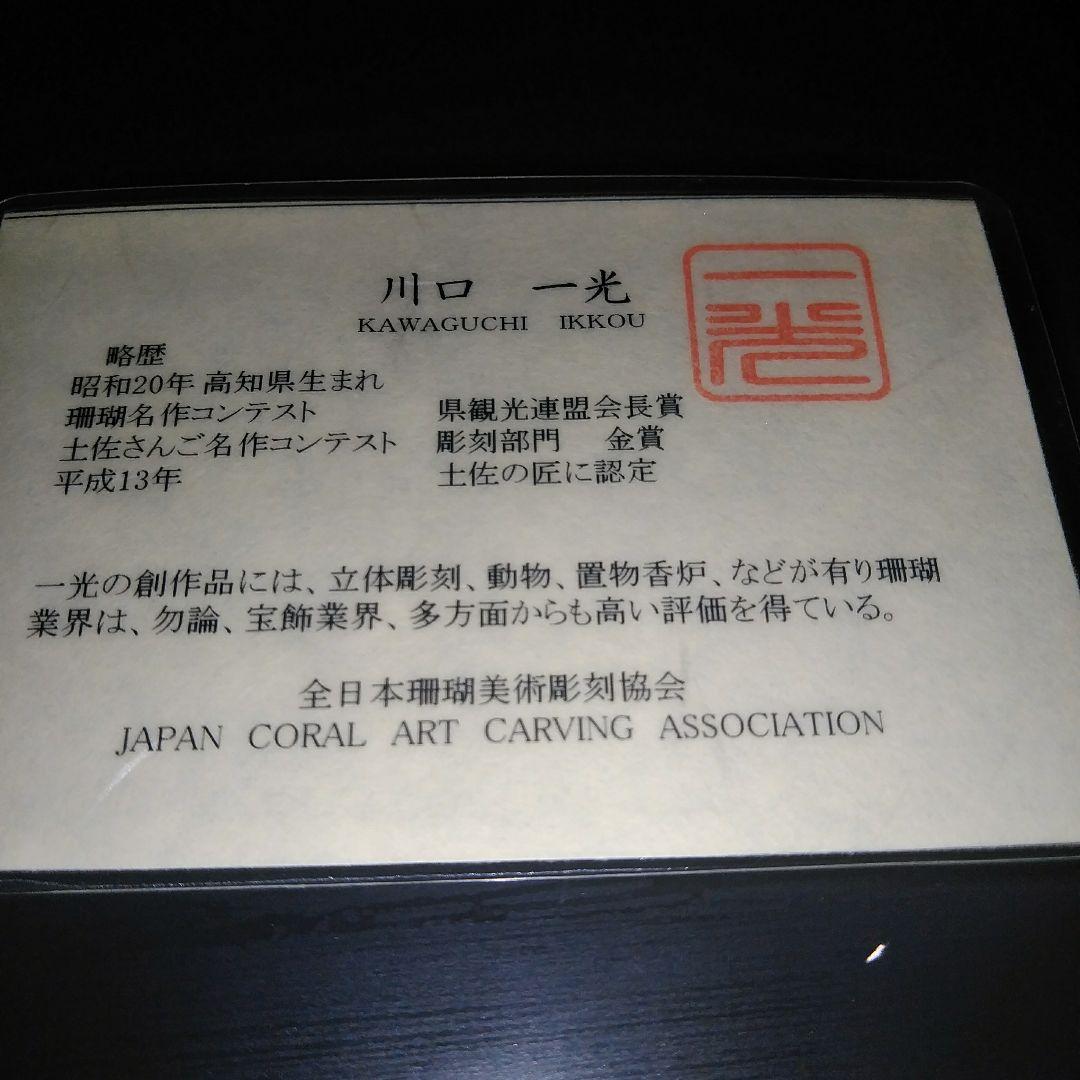 川口 一光
KAWAGUCHI IKKOU
一光
略歴
昭和20年 高知県生まれ
珊瑚名作コンテスト 県観光連盟会長賞
土佐さんご名作コンテスト 彫刻部門 金賞
平成13年 土佐の匠に認定
一光の創作品には、立体彫刻、動物、置物香炉、などが有り珊瑚
業界は、勿論、宝飾業界、多方面からも高い評価を得ている。
全日本珊瑚美術彫刻協会
JAPAN CORAL ART CARVING ASSOCIATION